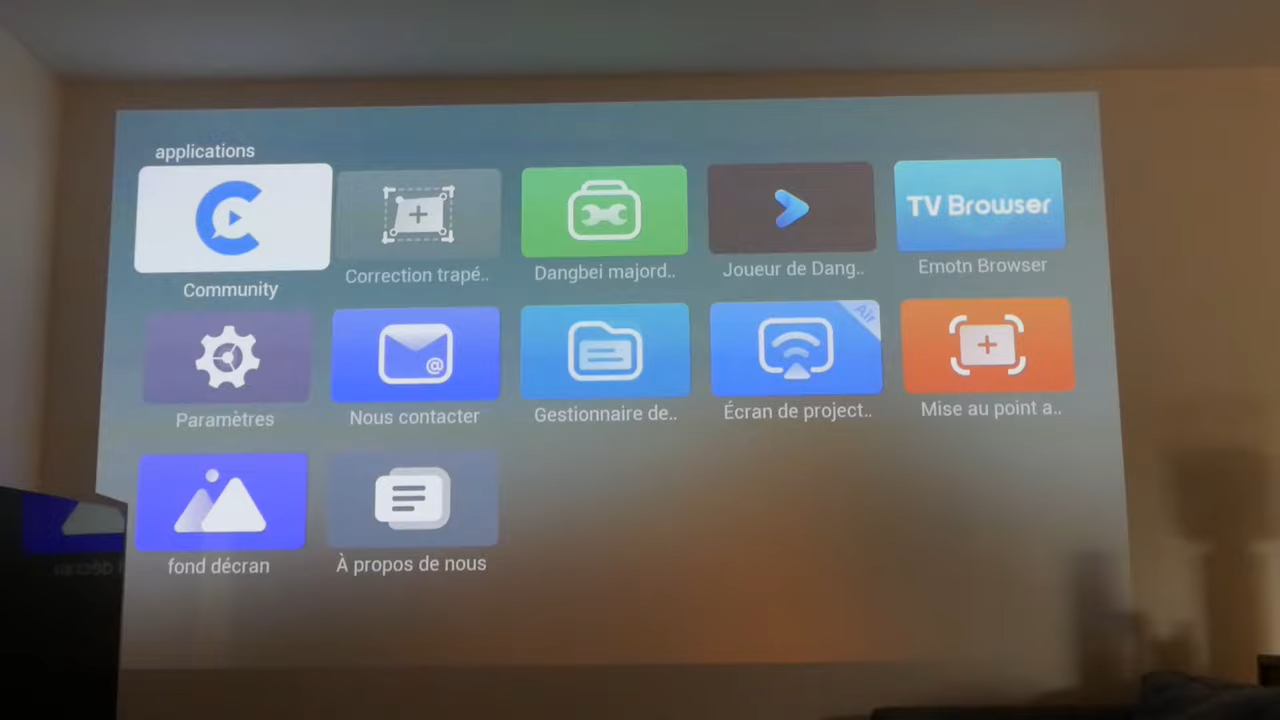 applications
TV Browser
Community
Correction trapé..
Dangbei majord..
Joueur de Dang..
Emotn Browser
Air
@
Paramètres
Nous contacter
Gestionnaire de..
Écran de project..
Mise au point a..
fond décran
À propos de nous